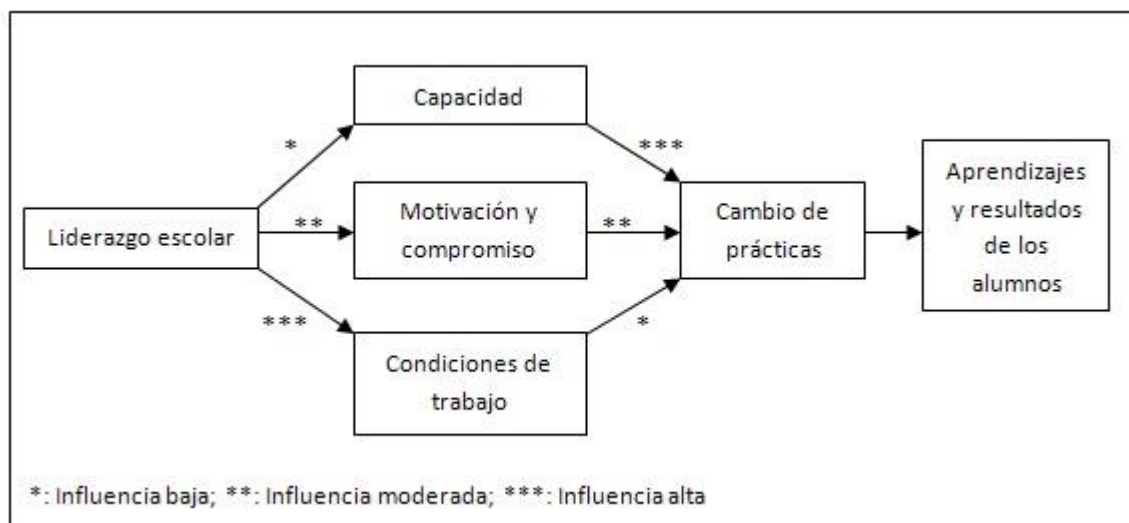 Capacidad
*
***
Liderazgo escolar
**
Motivación y
compromiso
**
Cambio de
prácticas
Aprendizajes
y resultados
de los
alumnos
***
Condiciones de
trabajo
*
*: Influencia baja; **: Influencia moderada; ***: Influencia alta